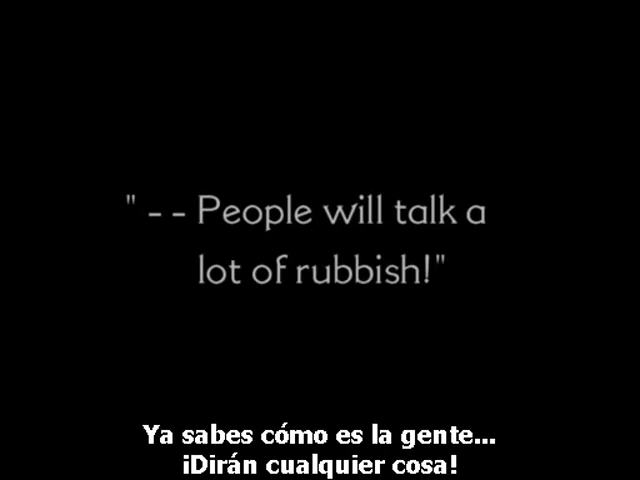 " - - People will talk a
lot of rubbish!"
Ya sabes cómo es la gente...
¡Dirán cualquier cosa!